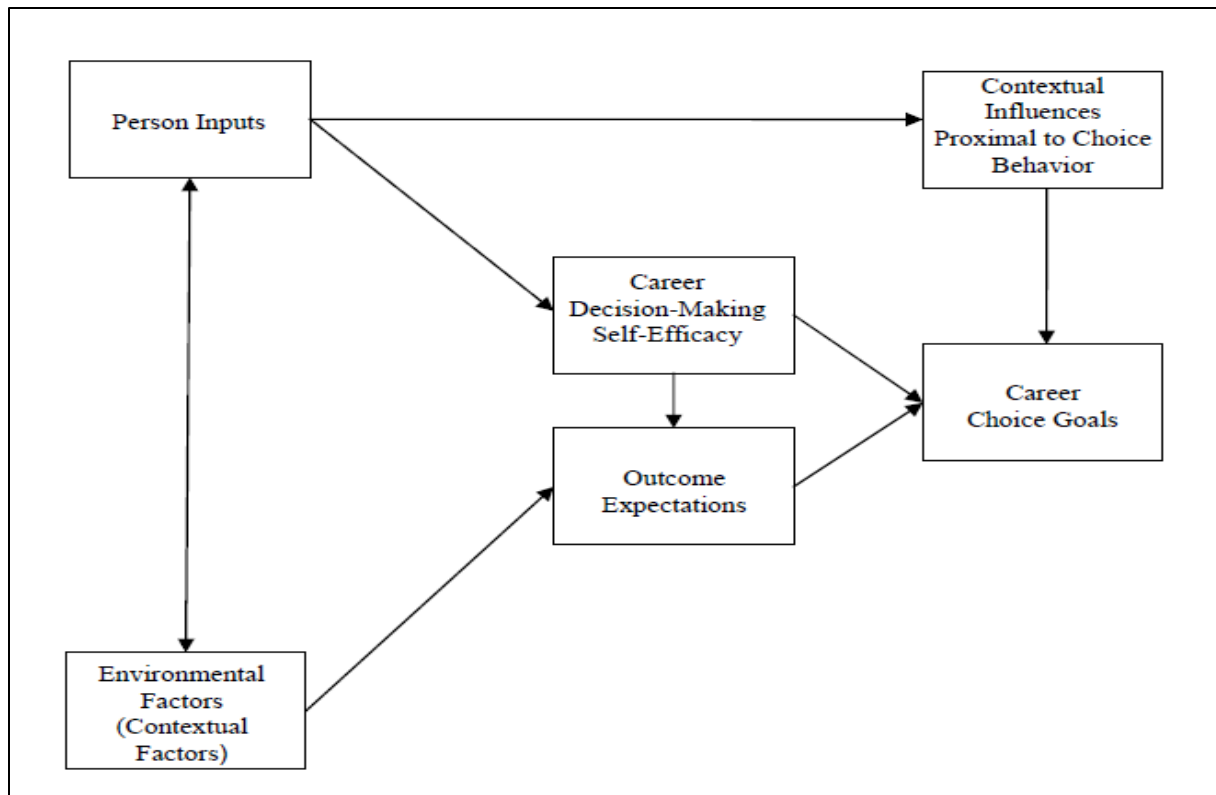 Person Inputs
Contextual
Influences
Proximal to Choice
Behavior
Career
Decision-Making
Self-Efficacy
Career
Choice Goals
Outcome
Expectations
Environmental
Factors
(Contextual
Factors)